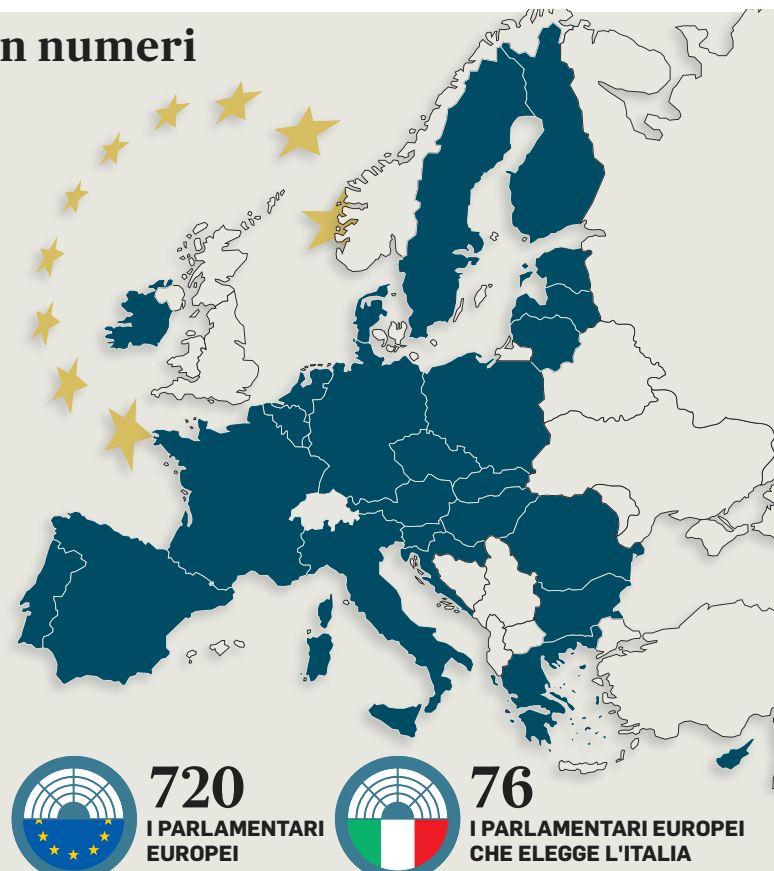 n numeri
720
I PARLAMENTARI
EUROPEI
76
I PARLAMENTARI EUROPEI
CHE ELEGGE L'ITALIA